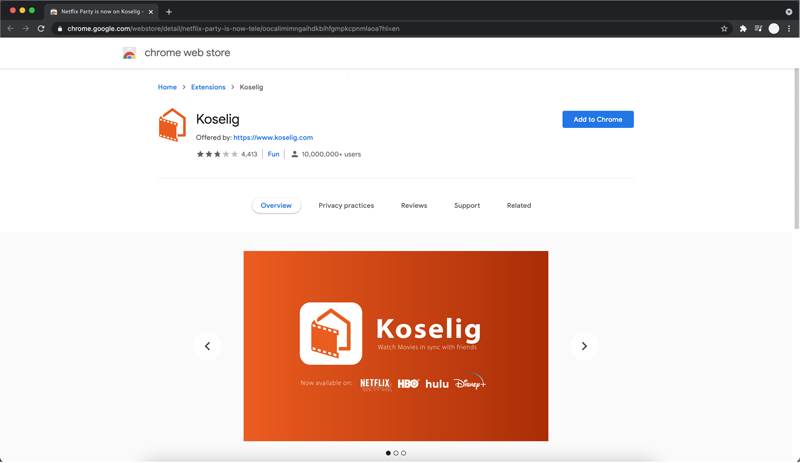 Netflix Party is now on Koselig -
chrome.google.com/webstore/detail/netflix-party-is-now-tele/oocalimimngaihdkbihfgmpkcpnmlaoa?hl=en
chrome web store
Home > Extensions > Koselig
Koselig
Add to Chrome
Offered by: https://www.koselig.com
4,413 | Fun | 10,000,000+ users
Overview Privacy practices Reviews Support Related
Koselig
Watch Movies in sync with friends
Now available on: NETFLIX HBO hulu Disney+